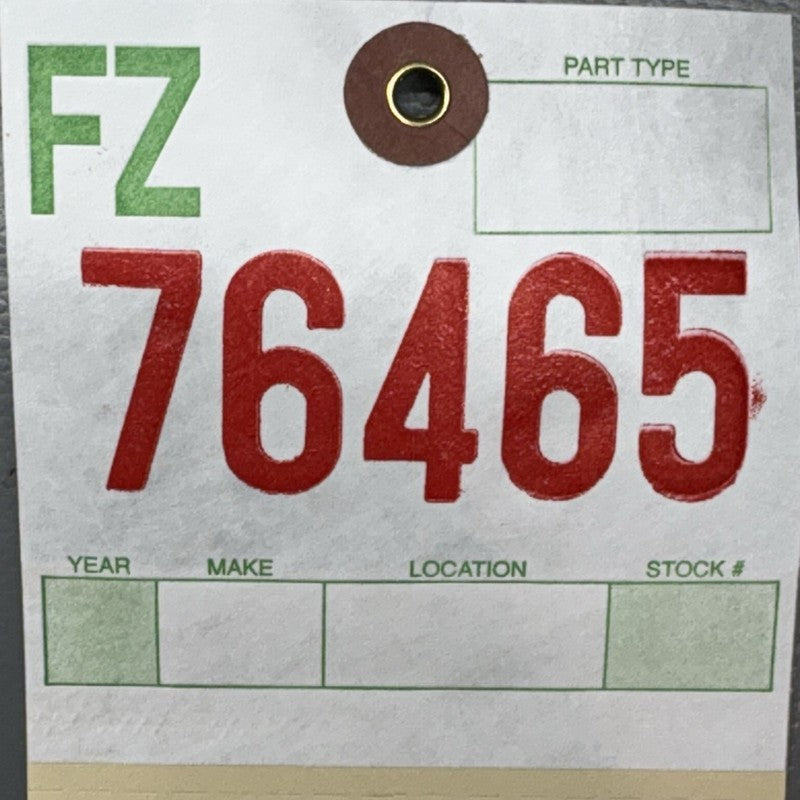 FZ
PART TYPE
76465
YEAR MAKE LOCATION STOCK #